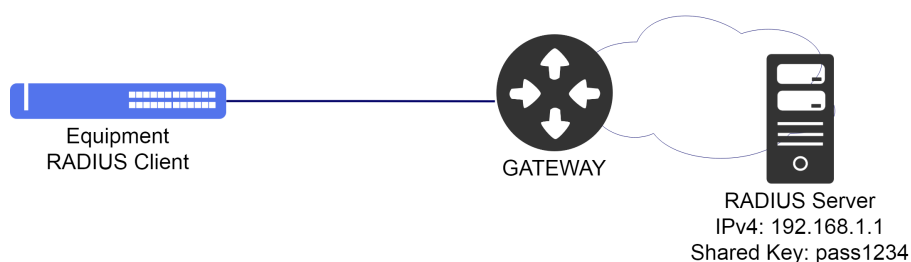 Equipment
RADIUS Client
GATEWAY
RADIUS Server
IPv4: 192.168.1.1
Shared Key: pass1234